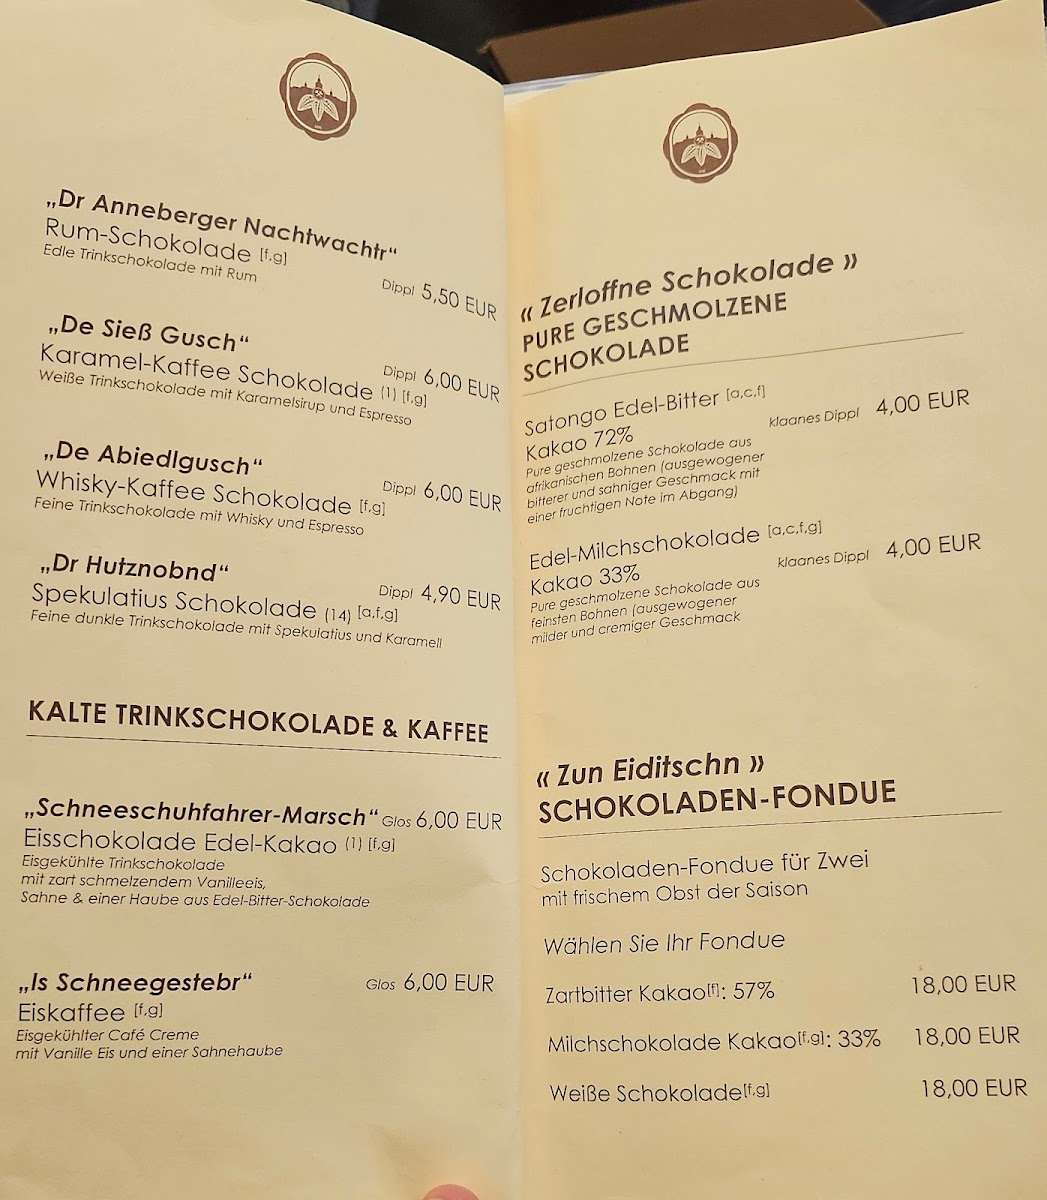 „Dr Anneberger Nachtwachtr“
Rum-Schokolade [f,g]
Edle Trinkschokolade mit Rum
Dippl 5,50 EUR
„De Sieß Gusch“
Karamel-Kaffee Schokolade (1) [f,g]
Dippl 6,00 EUR
Weiße Trinkschokolade mit Karamelsirup und Espresso
„De Abiedlgusch“
Whisky-Kaffee Schokolade [f,g]
Dippl 6,00 EUR
Feine Trinkschokolade mit Whisky und Espresso
„Dr Hutznobnd“
Spekulatius Schokolade (14) [a,f,g]
Dippl 4,90 EUR
Feine dunkle Trinkschokolade mit Spekulatius und Karamell
KALTE TRINKSCHOKOLADE & KAFFEE
„Schneeschuhfahrer-Marsch“ Glos 6,00 EUR
Eisschokolade Edel-Kakao (1) [f,g]
Eisgekühlte Trinkschokolade
mit zart schmelzendem Vanilleeis,
Sahne & einer Haube aus Edel-Bitter-Schokolade
„Is Schneegestebr“ Glos 6,00 EUR
Eiskaffee [f,g]
Eisgekühlter Café Creme
mit Vanille Eis und einer Sahnehaube
« Zerloffne Schokolade »
PURE GESCHMOLZENE
SCHOKOLADE
Satongo Edel-Bitter [a,c,f]
Kakao 72% klaanes Dippl 4,00 EUR
Pure geschmolzene Schokolade aus
afrikanischen Bohnen (ausgewogener
bitterer und sahniger Geschmack mit
einer fruchtigen Note im Abgang)
Edel-Milchschokolade [a,c,f,g]
Kakao 33% klaanes Dippl 4,00 EUR
Pure geschmolzene Schokolade aus
feinsten Bohnen (ausgewogener
milder und cremiger Geschmack
« Zun Eiditschn »
SCHOKOLADEN-FONDUE
Schokoladen-Fondue für Zwei
mit frischem Obst der Saison
Wählen Sie Ihr Fondue
Zartbitter Kakao[f]: 57% 18,00 EUR
Milchschokolade Kakao[f,g]: 33% 18,00 EUR
Weiße Schokolade[f,g] 18,00 EUR